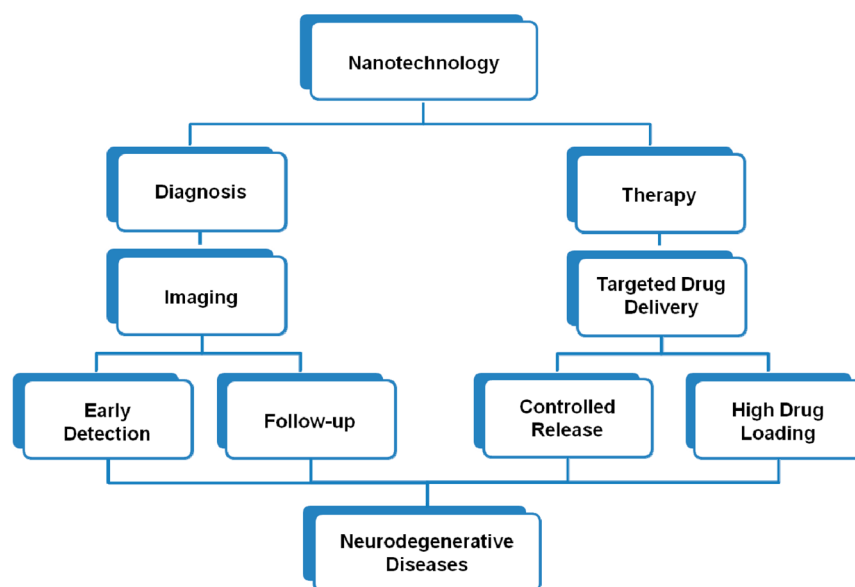 Nanotechnology
Diagnosis
Therapy
Imaging
Targeted Drug
Delivery
Early
Detection
Follow-up
Controlled
Release
High Drug
Loading
Neurodegenerative
Diseases